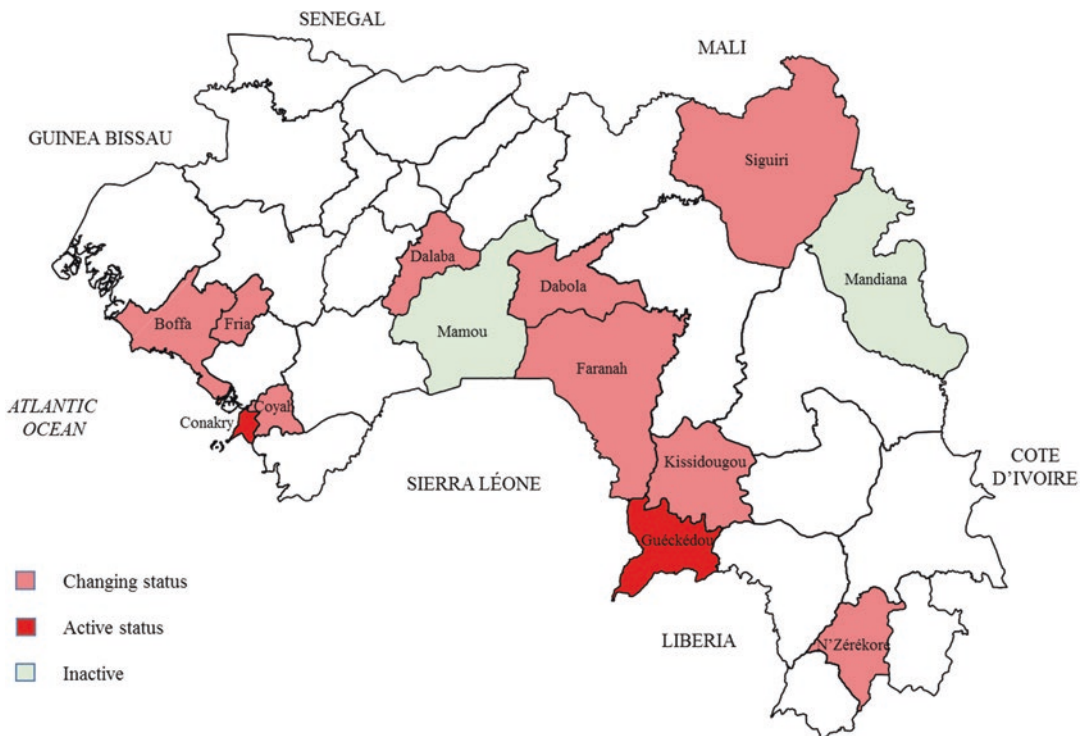 SENEGAL
MALI
GUINEA BISSAU
Siguiri
Dalaba
Mandiana
Dabola
Boffa
Fria
Mamou
Faranah
ATLANTIC
OCEAN
Coyah
Conakry
Kissidougou
COTE
D'IVOIRE
SIERRA LÉONE
Guéckédou
Changing status
Active status
LIBERIA
N'Zérékore
Inactive